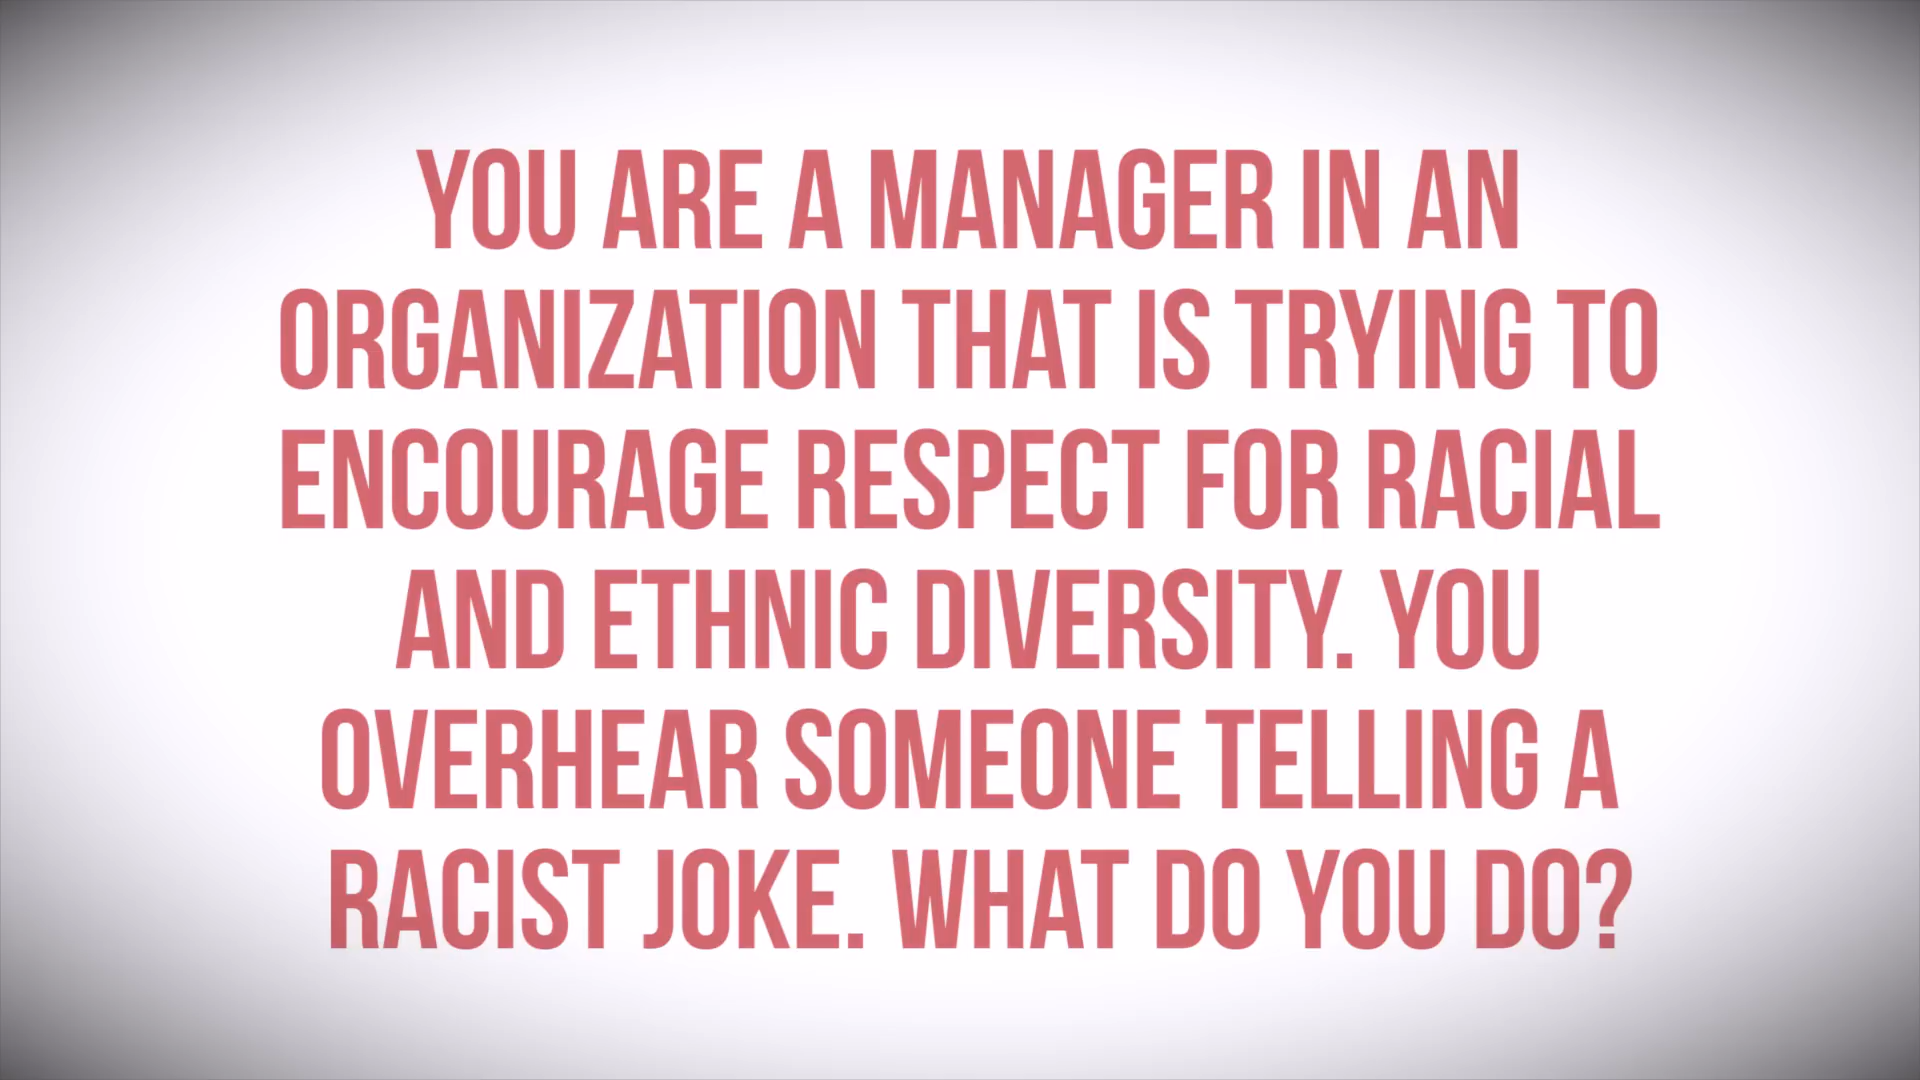 YOU ARE A MANAGER IN AN
ORGANIZATION THAT IS TRYING TO
ENCOURAGE RESPECT FOR RACIAL
AND ETHNIC DIVERSITY. YOU
OVERHEAR SOMEONE TELLING A
RACIST JOKE. WHAT DO YOU DO?